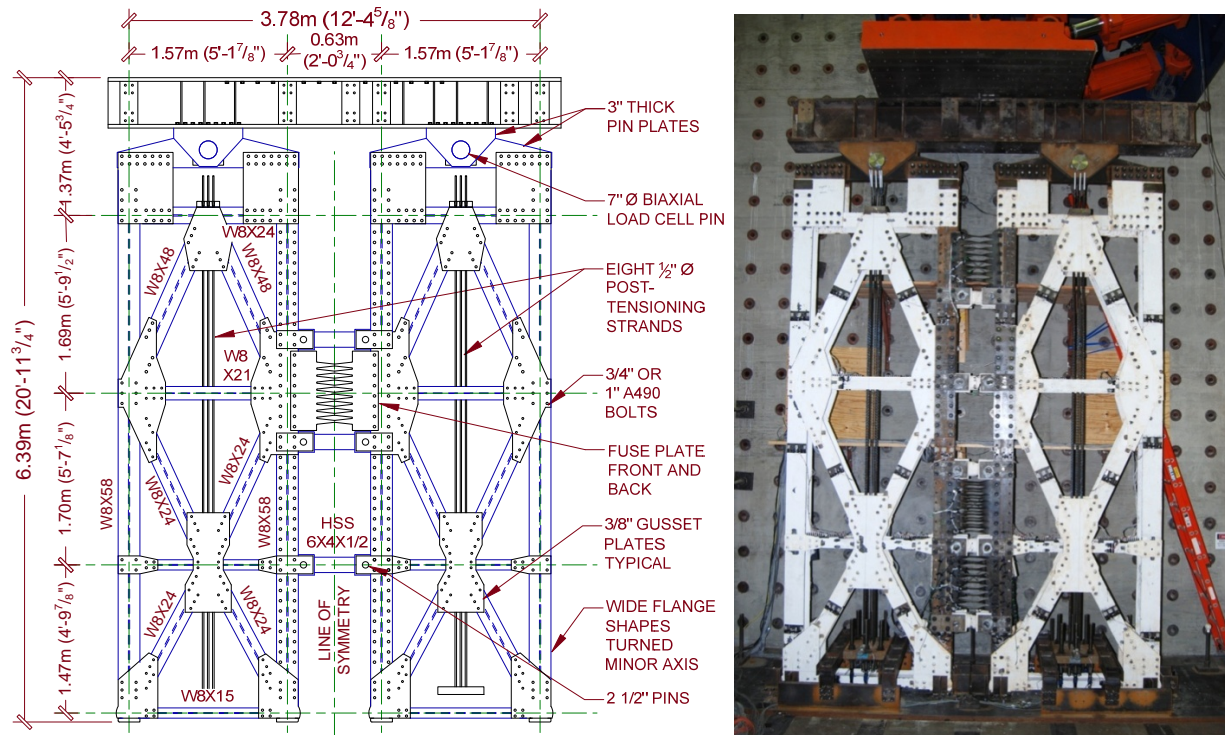 3.78m (12'-4⁵/₈")
1.57m (5'-1⁷/₈")
0.63m
(2'-0³/₄")
1.57m (5'-1⁷/₈")
6.39m (20'-11³/₄")
1.37m (4'-5³/₄")
1.69m (5'-9¹/₂")
1.70m (5'-7¹/₈")
1.47m (4'-9⁷/₈")
W8X24
W8X48
W8X48
W8
X21
W8X24
W8X24
W8X58
W8X58
HSS
6X4X1/2
W8X24
W8X24
LINE OF
SYMMETRY
W8X15
3" THICK
PIN PLATES
7" Ø BIAXIAL
LOAD CELL PIN
EIGHT ½" Ø
POST-
TENSIONING
STRANDS
3/4" OR
1" A490
BOLTS
FUSE PLATE
FRONT AND
BACK
3/8" GUSSET
PLATES
TYPICAL
WIDE FLANGE
SHAPES
TURNED
MINOR AXIS
2 1/2" PINS